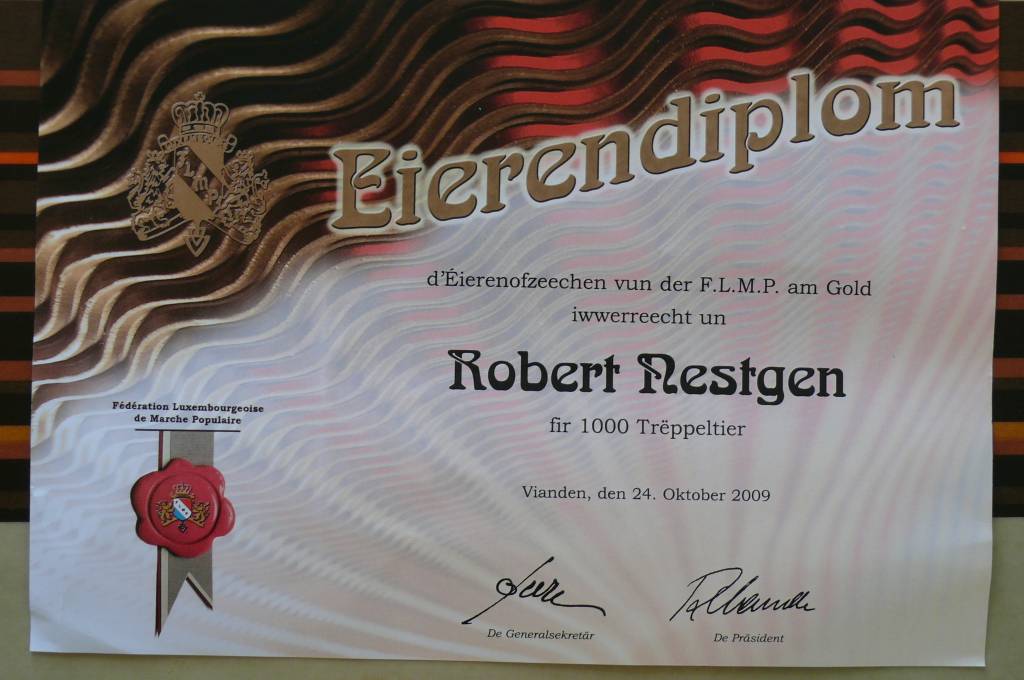 Eierendiplom
d'Éierenofzeechen vun der F.L.M.P. am Gold
iwwerreecht un
Robert Nestgen
fir 1000 Trëppeltier
Fédération Luxembourgeoise
de Marche Populaire
Vianden, den 24. Oktober 2009
De Generalsekretär
De Präsident